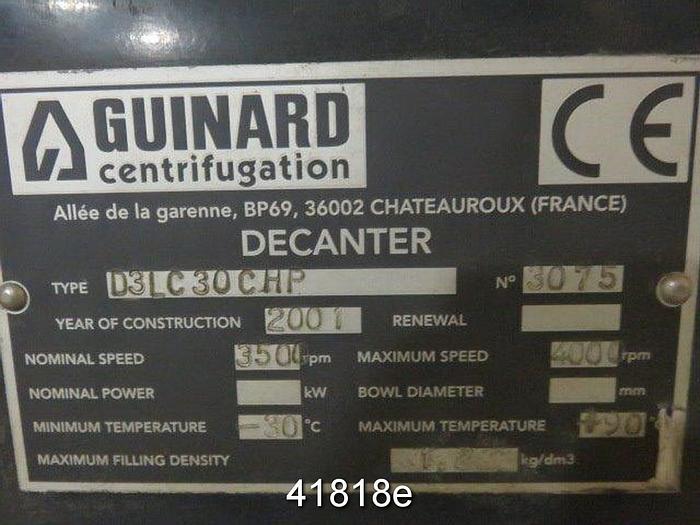 GUINARD
centrifugation
CE
Allée de la garenne, BP69, 36002 CHATEAUROUX (FRANCE)
DECANTER
TYPE D3LC30CHP N° 3075
YEAR OF CONSTRUCTION 2001 RENEWAL
NOMINAL SPEED 3500 rpm MAXIMUM SPEED 4000 rpm
NOMINAL POWER kW BOWL DIAMETER mm
MINIMUM TEMPERATURE -30 °C MAXIMUM TEMPERATURE +90 °C
MAXIMUM FILLING DENSITY kg/dm3
41818e